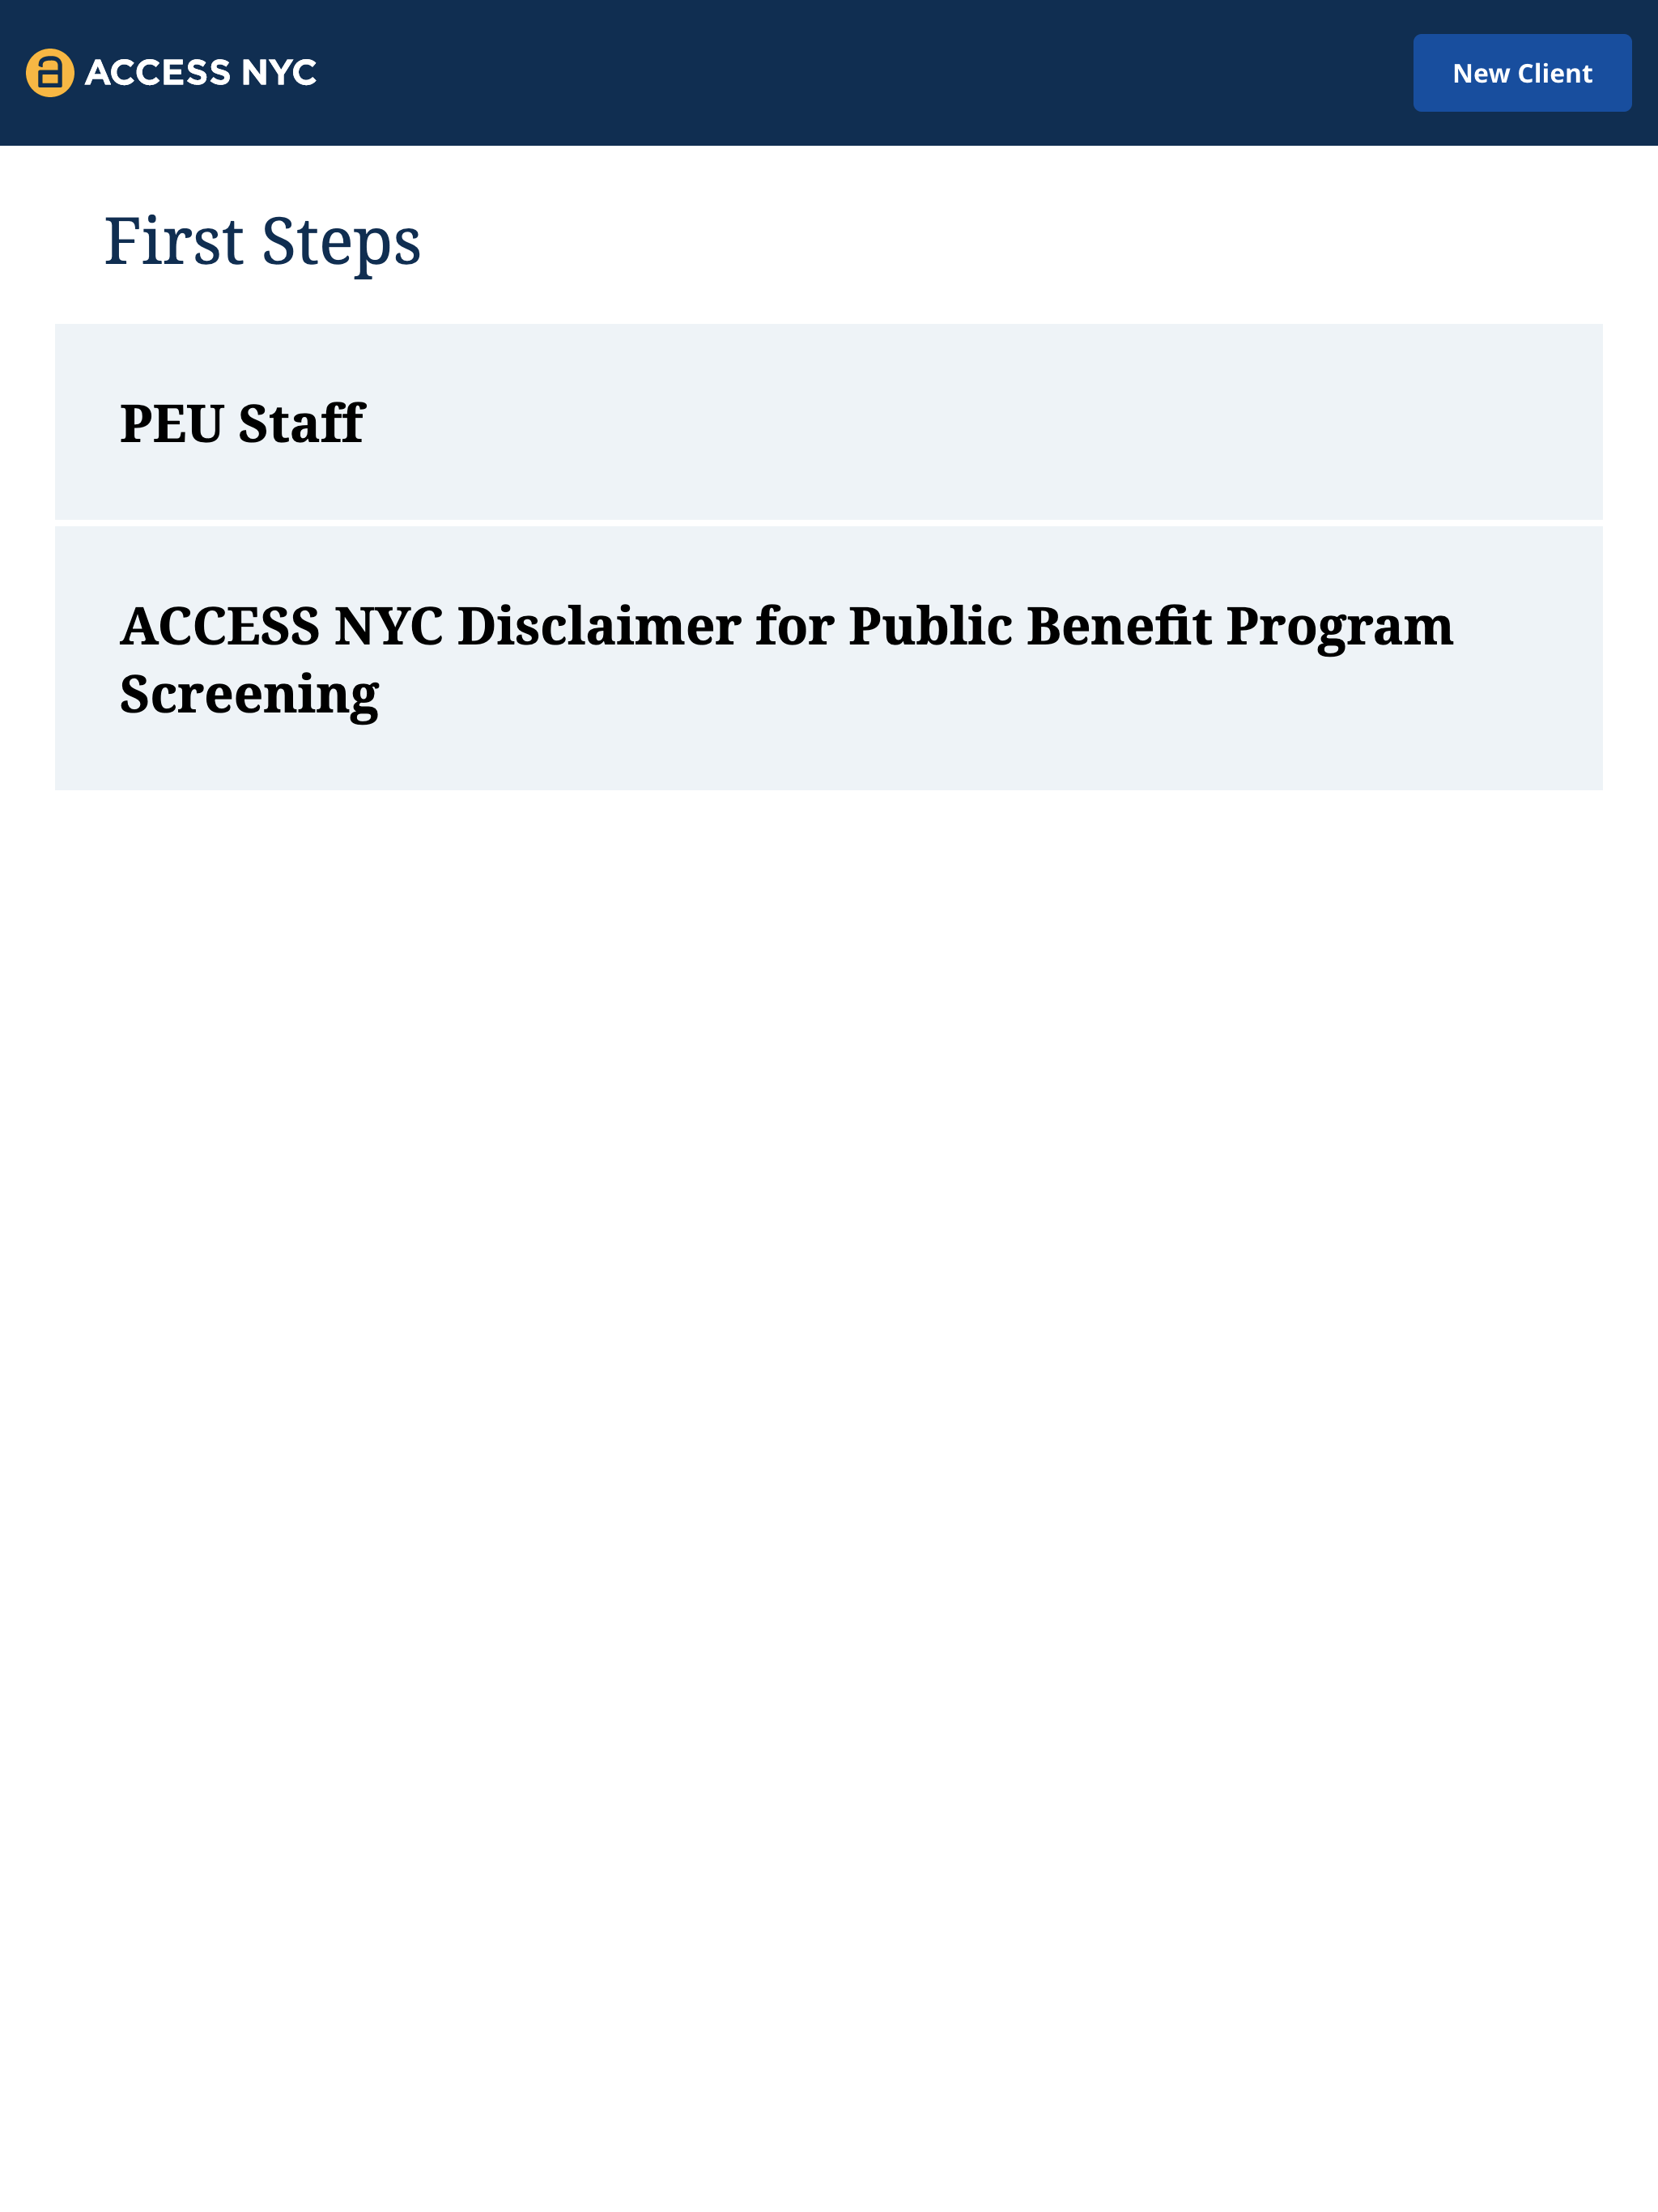 ACCESS NYC
New Client
First Steps
PEU Staff
ACCESS NYC Disclaimer for Public Benefit Program
Screening